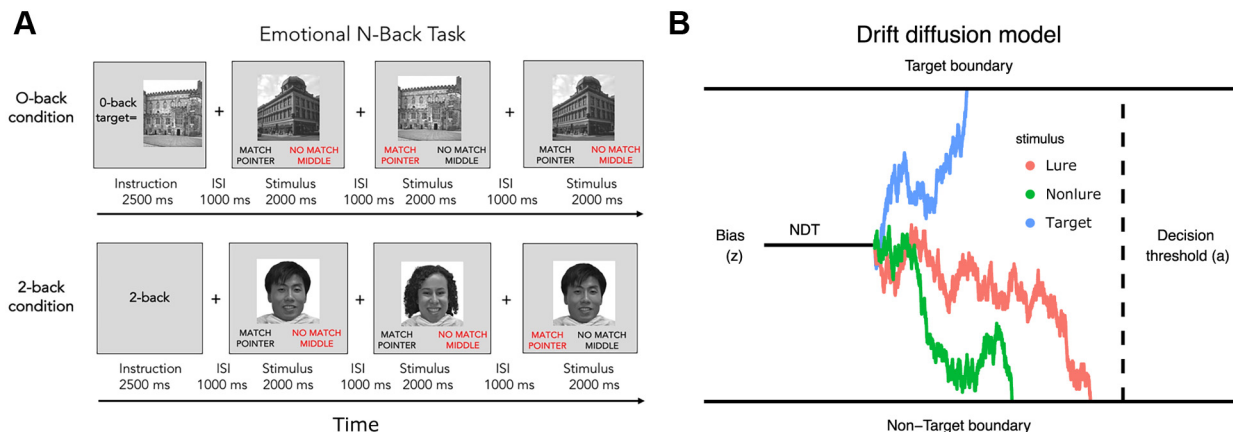 A
Emotional N-Back Task
O-back
condition
0-back
target=
+
+
+
MATCH
POINTER
NO MATCH
MIDDLE
MATCH
POINTER
NO MATCH
MIDDLE
MATCH
POINTER
NO MATCH
MIDDLE
Instruction
2500 ms
ISI
1000 ms
Stimulus
2000 ms
ISI
1000 ms
Stimulus
2000 ms
ISI
1000 ms
Stimulus
2000 ms
2-back
condition
2-back
+
+
+
MATCH
POINTER
NO MATCH
MIDDLE
MATCH
POINTER
NO MATCH
MIDDLE
MATCH
POINTER
NO MATCH
MIDDLE
Instruction
2500 ms
ISI
1000 ms
Stimulus
2000 ms
ISI
1000 ms
Stimulus
2000 ms
ISI
1000 ms
Stimulus
2000 ms
Time
B
Drift diffusion model
Target boundary
stimulus
Lure
Nonlure
Target
Bias
(z)
NDT
Decision
threshold (a)
Non−Target boundary